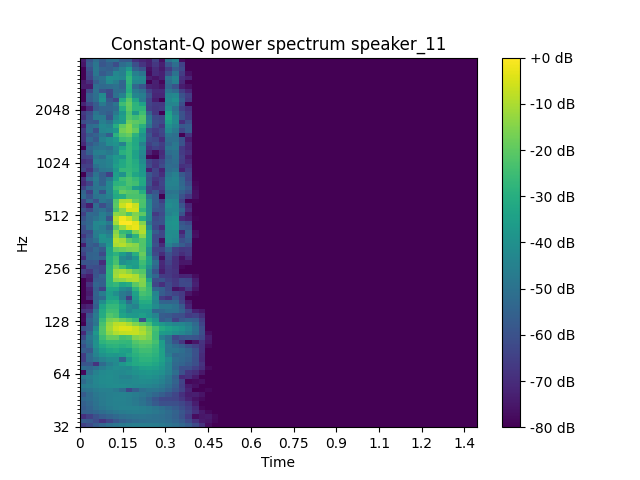 Constant-Q power spectrum speaker_11
Hz
2048
1024
512
256
128
64
32
0 0.15 0.3 0.45 0.6 0.75 0.9 1.1 1.2 1.4
Time
+0 dB
-10 dB
-20 dB
-30 dB
-40 dB
-50 dB
-60 dB
-70 dB
-80 dB